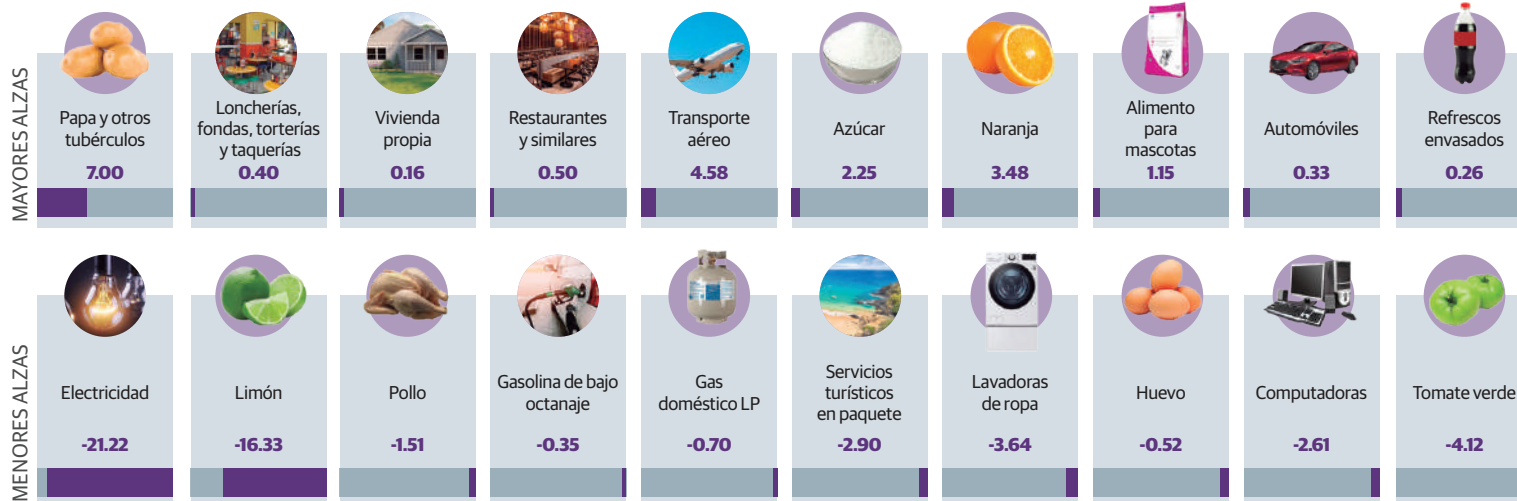 MAYORES ALZAS
Papa y otros
tubérculos
7.00
Loncherías,
fondas, torterías
y taquerías
0.40
Vivienda
propia
0.16
Restaurantes
y similares
0.50
Transporte
aéreo
4.58
Azúcar
2.25
Naranja
3.48
Alimento
para
mascotas
1.15
Automóviles
0.33
Refrescos
envasados
0.26
MENORES ALZAS
Electricidad
-21.22
Limón
-16.33
Pollo
-1.51
Gasolina de bajo
octanaje
-0.35
Gas
doméstico LP
-0.70
Servicios
turísticos
en paquete
-2.90
Lavadoras
de ropa
-3.64
Huevo
-0.52
Computadoras
-2.61
Tomate verde
-4.12